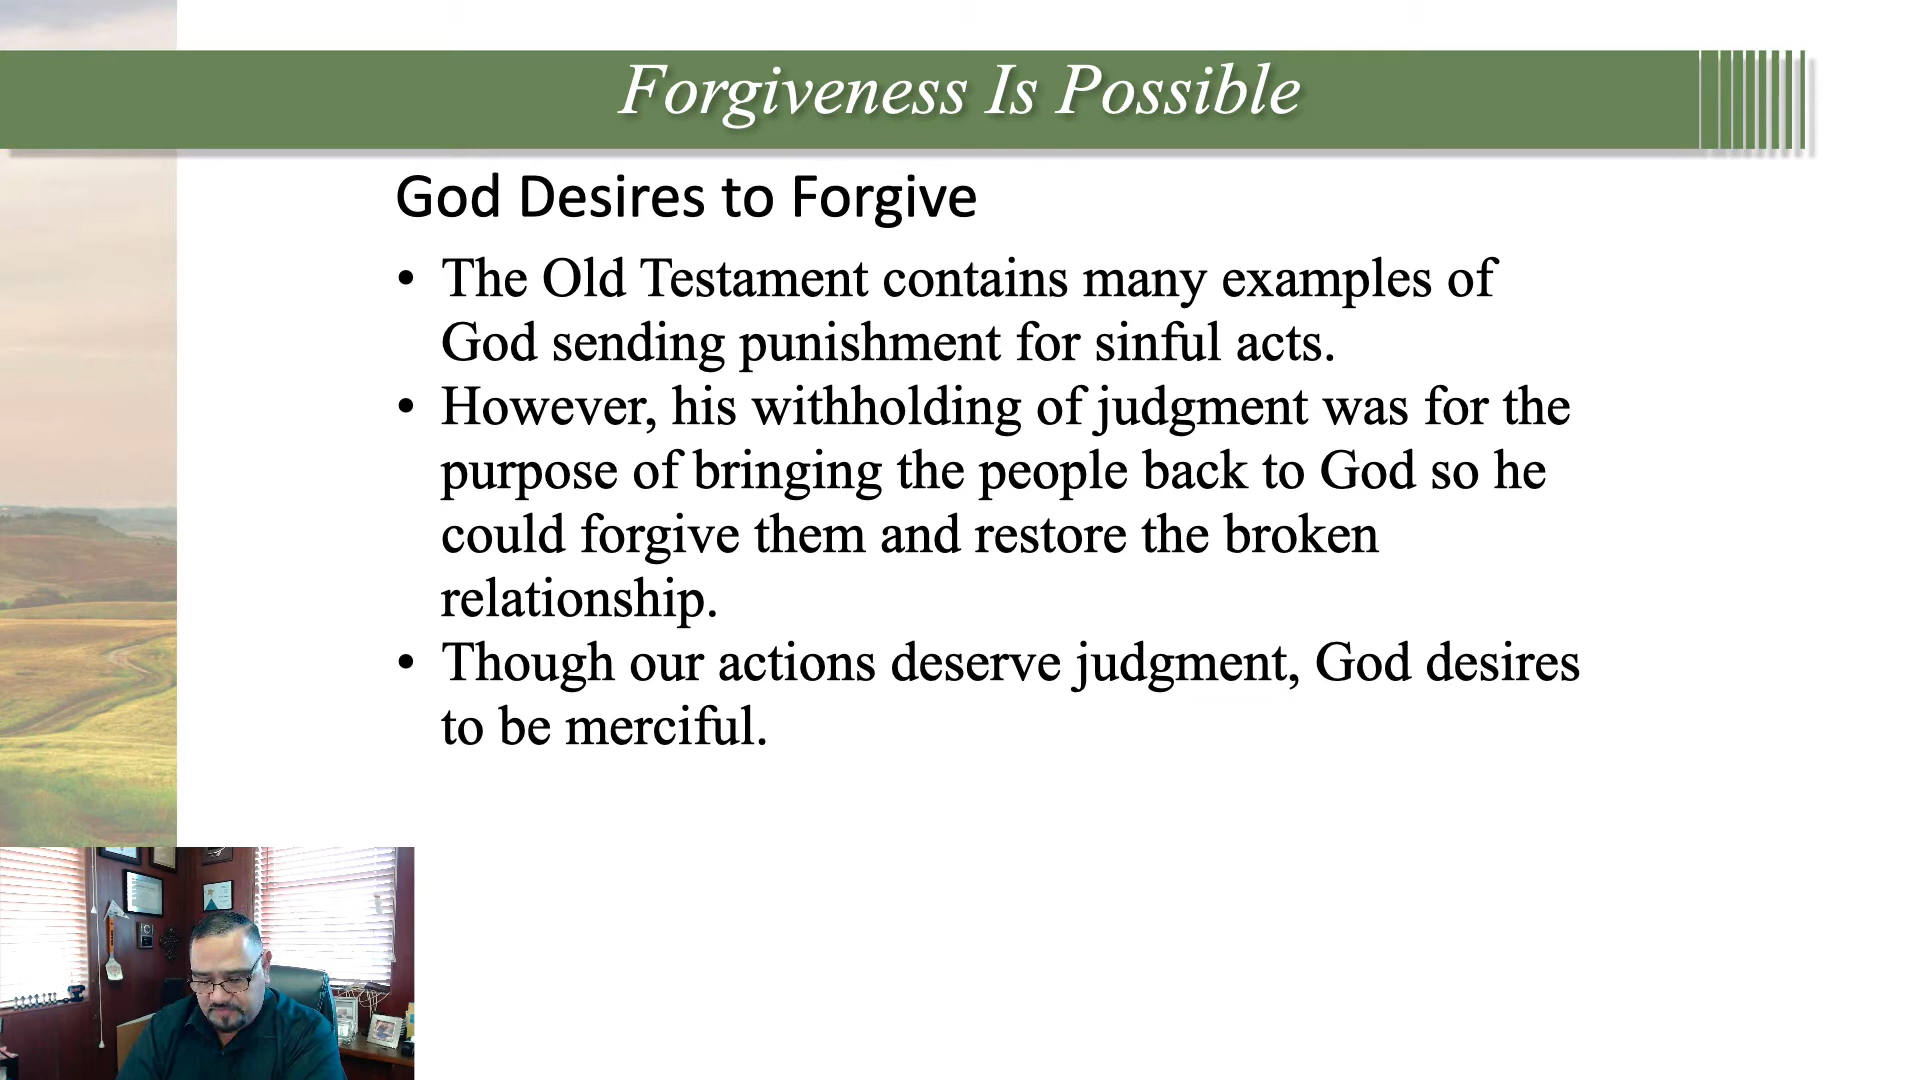 Forgiveness Is Possible
God Desires to Forgive
• The Old Testament contains many examples of
God sending punishment for sinful acts.
• However, his withholding of judgment was for the
purpose of bringing the people back to God so he
could forgive them and restore the broken
relationship.
• Though our actions deserve judgment, God desires
to be merciful.